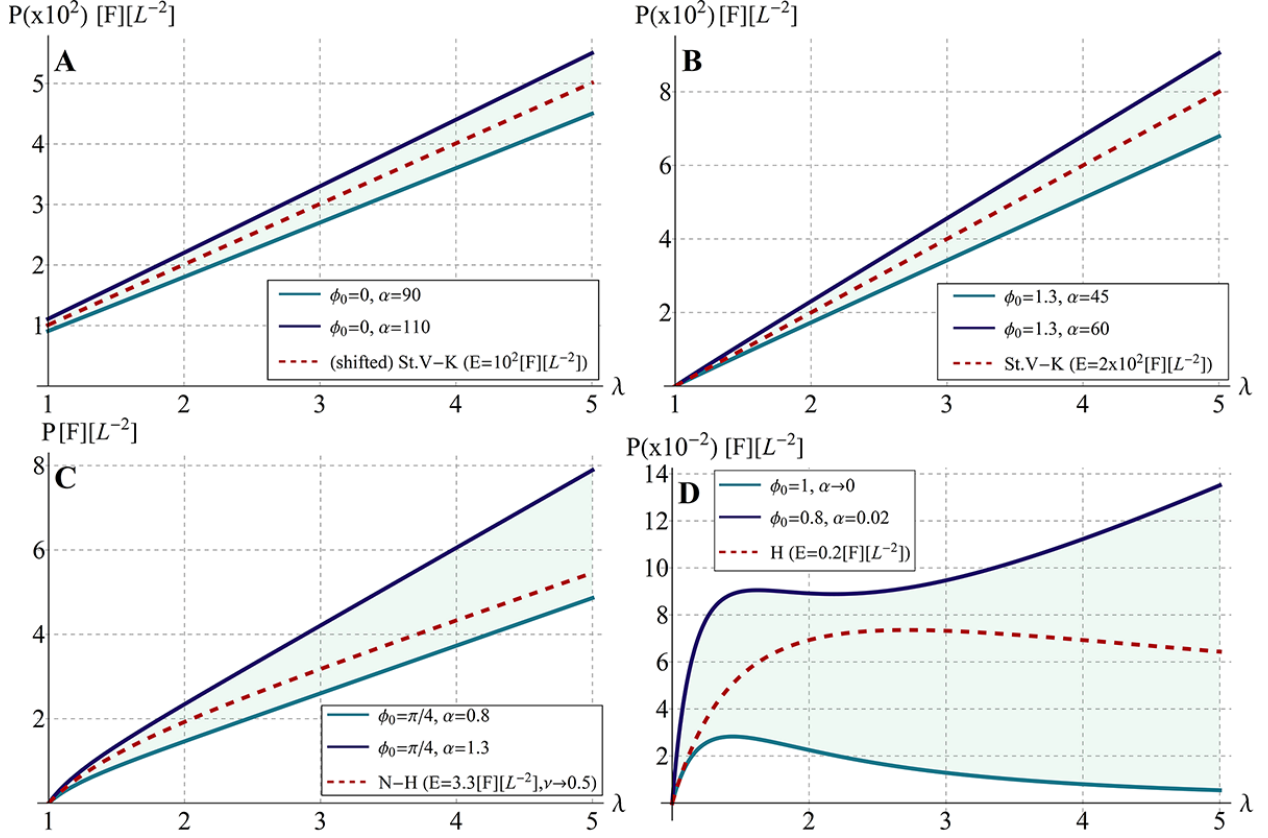 P(x10²) [F][L⁻²]
A
5
4
3
2
1
1 2 3 4 5 λ
ϕ₀=0, α=90
ϕ₀=0, α=110
(shifted) St.V−K (E=10²[F][L⁻²])
P(x10²) [F][L⁻²]
B
8
6
4
2
1 2 3 4 5 λ
ϕ₀=1.3, α=45
ϕ₀=1.3, α=60
St.V−K (E=2x10²[F][L⁻²])
P [F][L⁻²]
C
8
6
4
2
1 2 3 4 5 λ
ϕ₀=π/4, α=0.8
ϕ₀=π/4, α=1.3
N−H (E=3.3[F][L⁻²],ν→0.5)
P(x10⁻²) [F][L⁻²]
D
14
12
10
8
6
4
2
1 2 3 4 5 λ
ϕ₀=1, α→0
ϕ₀=0.8, α=0.02
H (E=0.2[F][L⁻²])